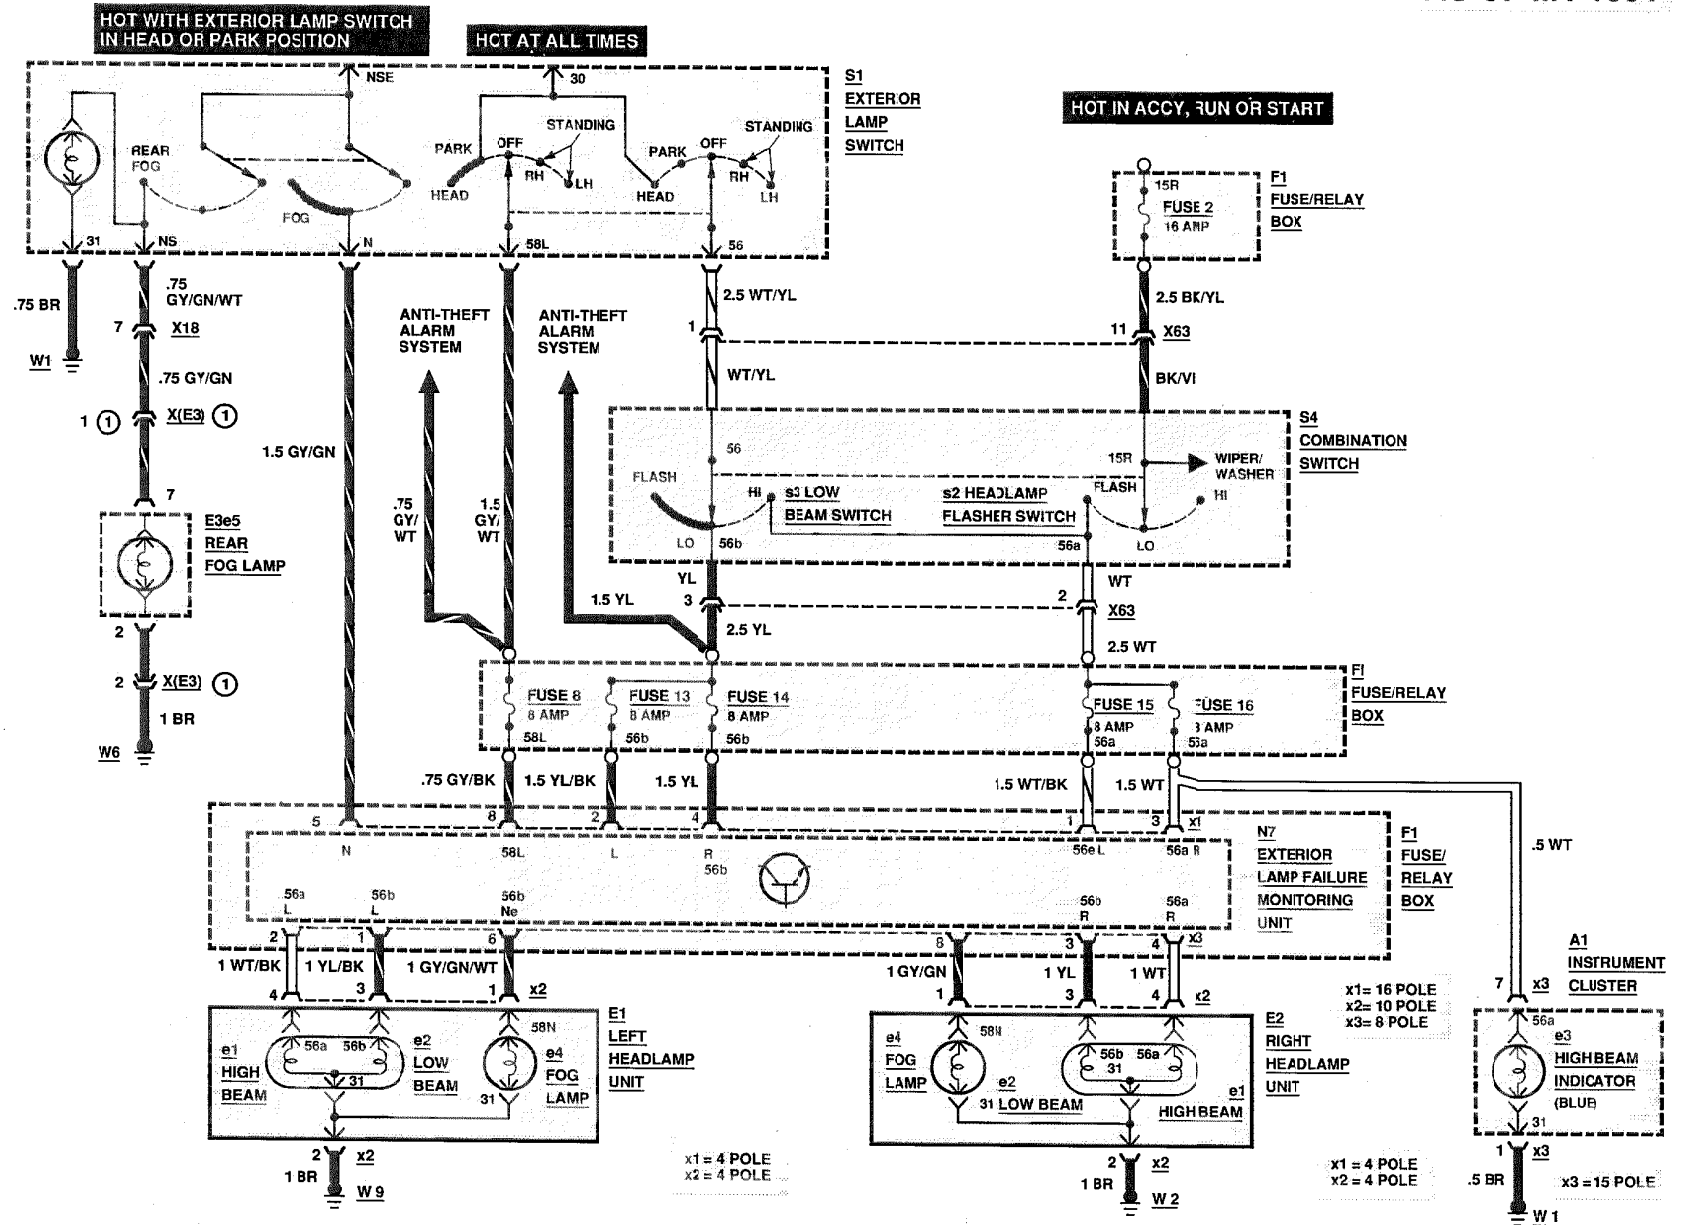 HOT WITH EXTERIOR LAMP SWITCH
IN HEAD OR PARK POSITION
HOT AT ALL TIMES
HOT IN ACCY, RUN OR START
NSE
30
S1
EXTERIOR
LAMP
SWITCH
REAR
FOG
FOG
PARK
OFF
STANDING
RH
LH
HEAD
PARK
OFF
STANDING
RH
LH
HEAD
31
NS
N
58L
56
15R
FUSE 2
16 AMP
F1
FUSE/RELAY
BOX
.75 BR
W1
.75
GY/GN/WT
7
X18
.75 GY/GN
1 1
X(E3) 1
7
E3e5
REAR
FOG LAMP
2
2
X(E3) 1
1 BR
W6
1.5 GY/GN
ANTI-THEFT
ALARM
SYSTEM
ANTI-THEFT
ALARM
SYSTEM
.75
GY/
WT
1.5
GY/
WT
1.5 YL
2.5 WT/YL
1
WT/YL
2.5 BK/YL
11
X63
BK/VI
S4
COMBINATION
SWITCH
56
FLASH
HI
LO
56b
s3 LOW
BEAM SWITCH
s2 HEADLAMP
FLASHER SWITCH
15R
WIPER/
WASHER
FLASH
HI
56a
LO
YL
3
2.5 YL
WT
2
X63
2.5 WT
FUSE 8
8 AMP
58L
FUSE 13
8 AMP
56b
FUSE 14
8 AMP
56b
FUSE 15
8 AMP
56a
FUSE 16
56a
FI
FUSE/RELAY
BOX
.75 GY/BK
1.5 YL/BK
1.5 YL
1.5 WT/BK
1.5 WT
.5 WT
5
8
2
4
1
3
x1
N
58L
L
R
56b
56aR
56a
L
56b
L
56b
Ne
56b
R
56a
R
N7
EXTERIOR
LAMP FAILURE
MONITORING
UNIT
F1
FUSE/
RELAY
BOX
2
1
6
8
3
4
x3
1 WT/BK
1 YL/BK
1 GY/GN/WT
4
3
1
x2
1 GY/GN
1 YL
1 WT
1
3
4
x2
x1= 16 POLE
x2= 10 POLE
x3= 8 POLE
e1
HIGH
BEAM
56a
56b
31
e2
LOW
BEAM
58N
e4
FOG
LAMP
31
E1
LEFT
HEADLAMP
UNIT
2
x2
1 BR
W 9
x1 = 4 POLE
x2 = 4 POLE
e4
FOG
LAMP
58N
31
e2
LOW BEAM
56b
56a
31
e1
HIGH BEAM
E2
RIGHT
HEADLAMP
UNIT
2
x2
1 BR
W 2
x1 = 4 POLE
x2 = 4 POLE
A1
INSTRUMENT
CLUSTER
7
x3
56a
e3
HIGH BEAM
INDICATOR
(BLUE)
31
1
x3
.5 BR
W 1
x3 =15 POLE